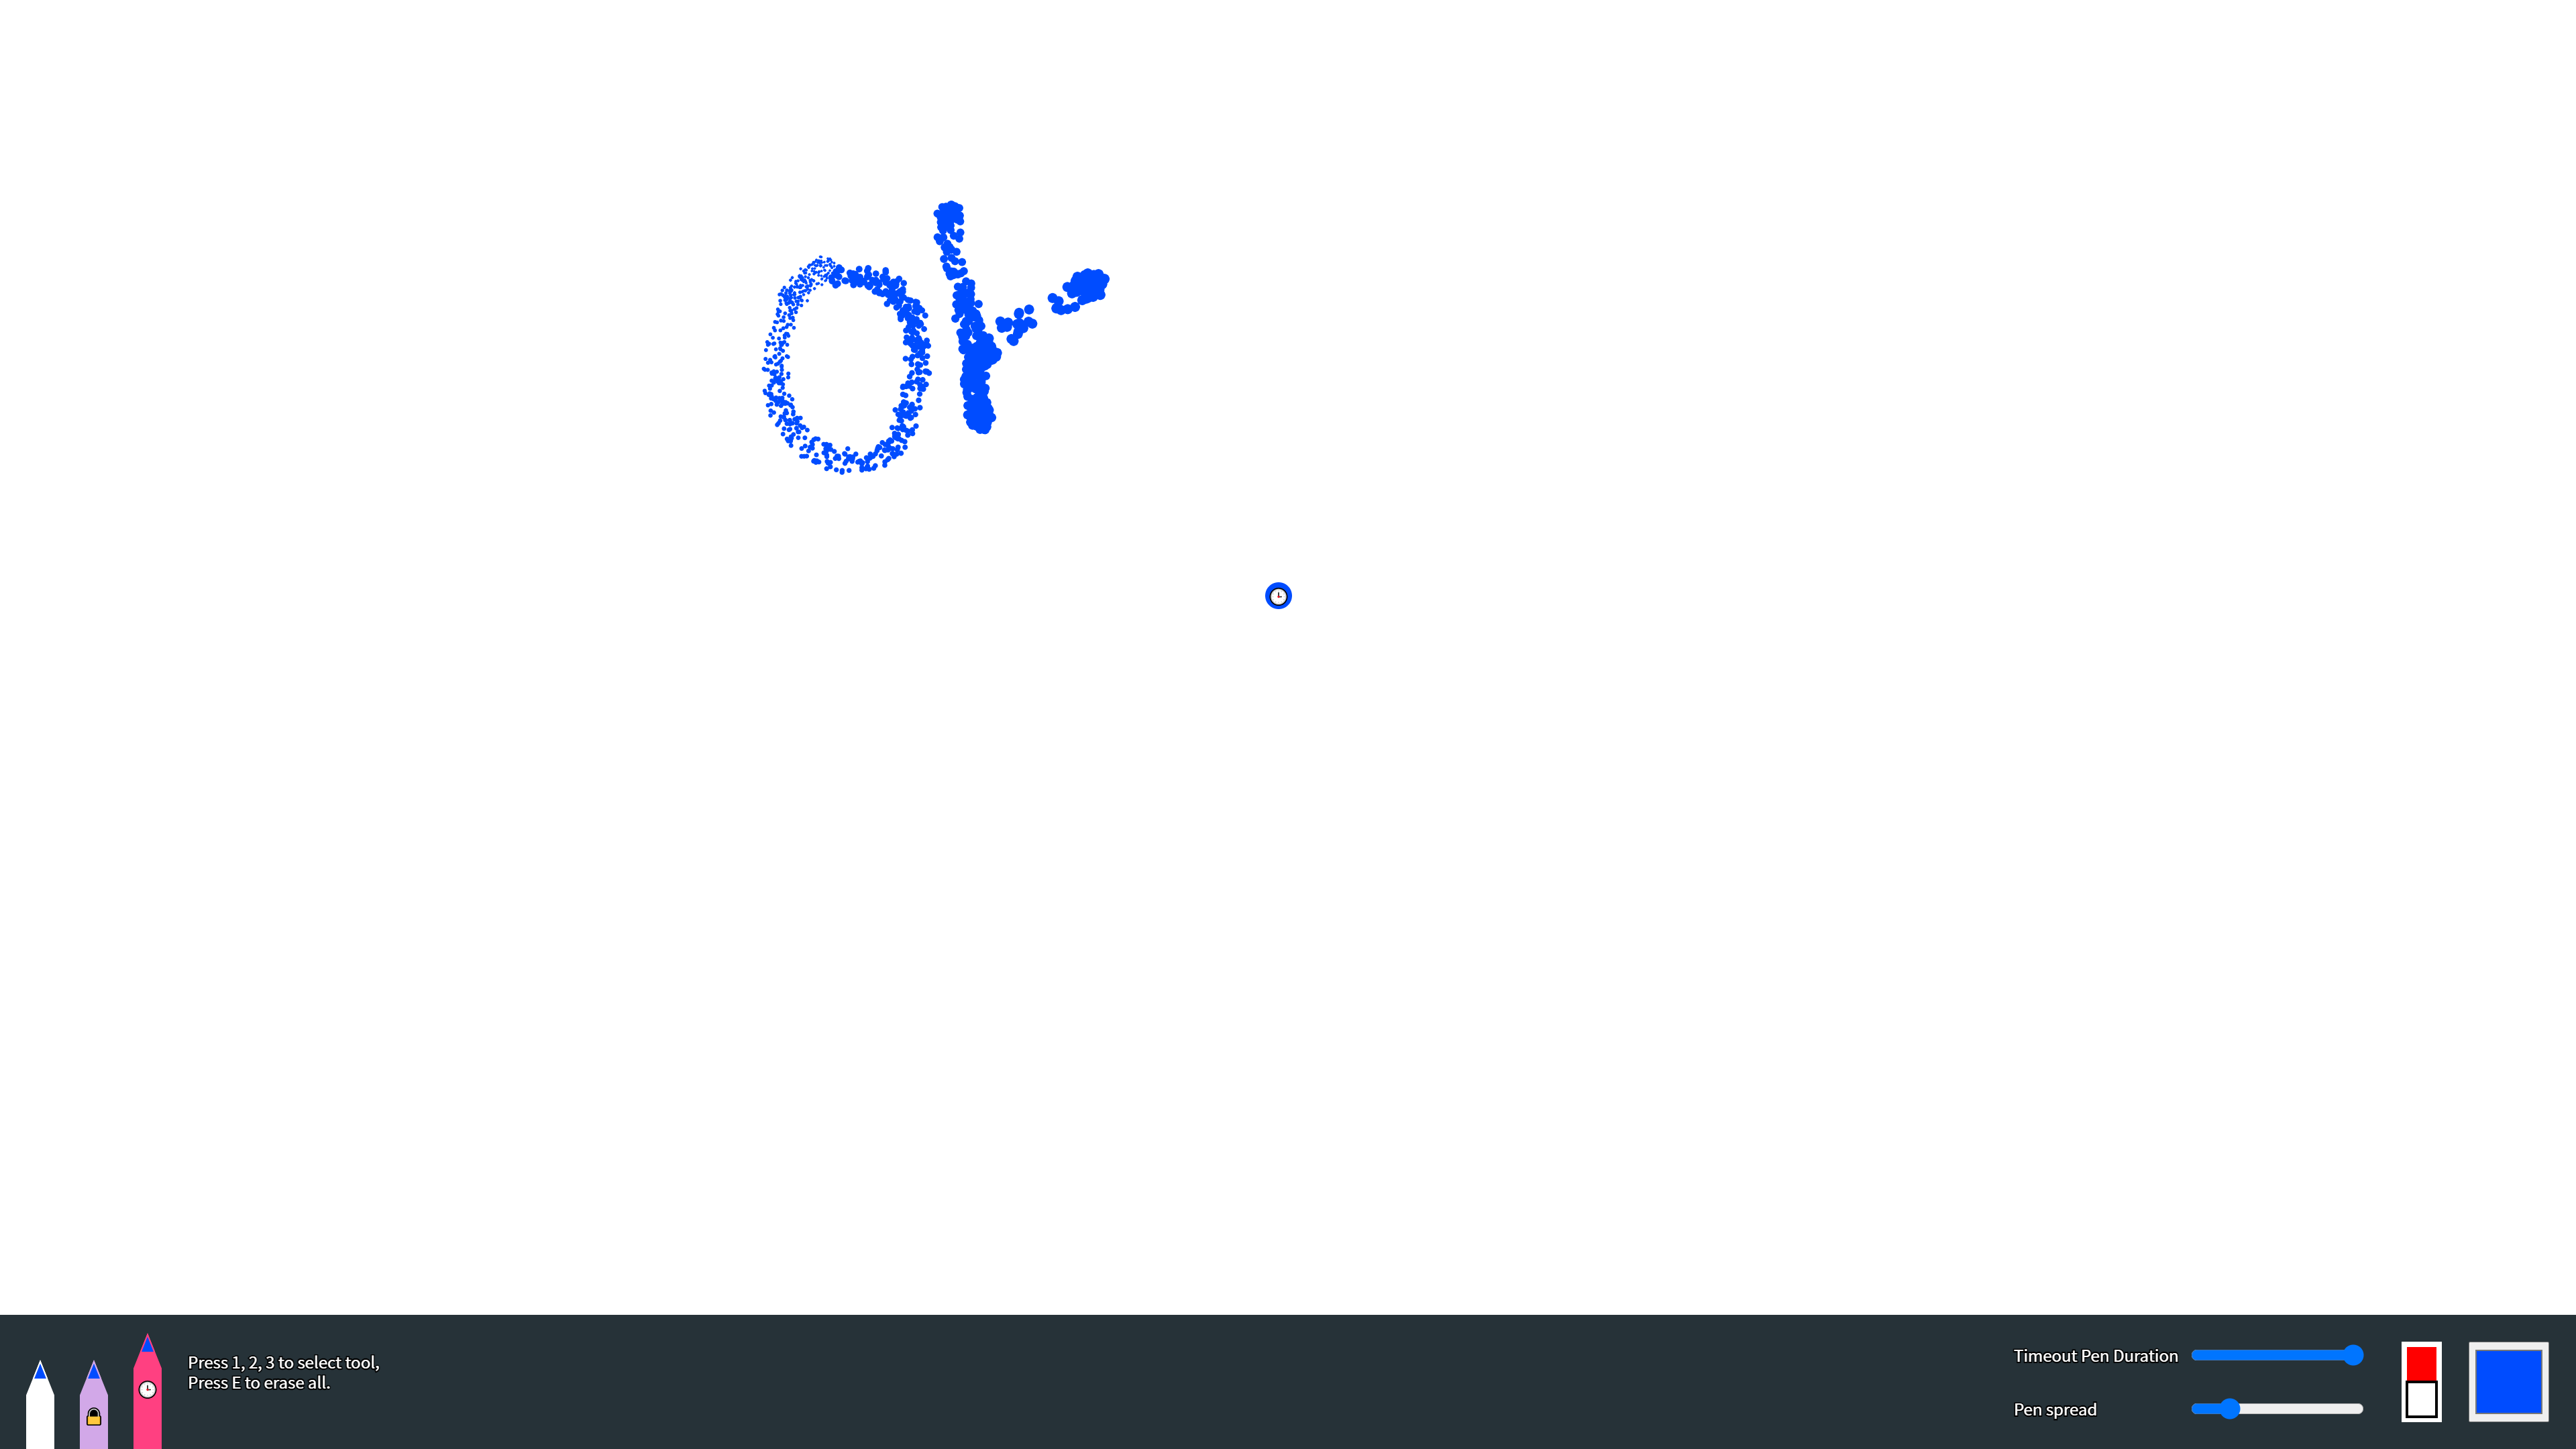 or
Press 1, 2, 3 to select tool,
Press E to erase all.
Timeout Pen Duration
Pen spread